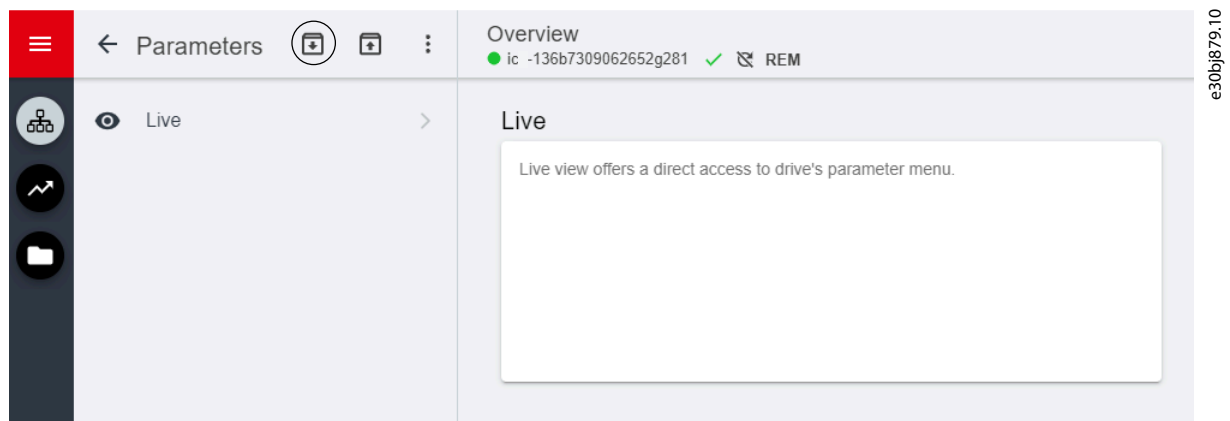 Parameters
Overview
ic -136b7309062652g281
REM
Live
Live
Live view offers a direct access to drive's parameter menu.
e30bj879.10